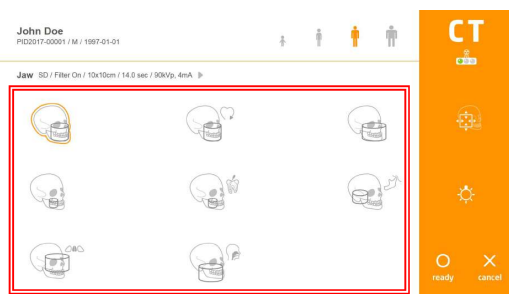 John Doe
PID2017-00001 / M / 1997-01-01
CT
Jaw SD / Filter On / 10x10cm / 14.0 sec / 90kVp, 4mA
ready cancel